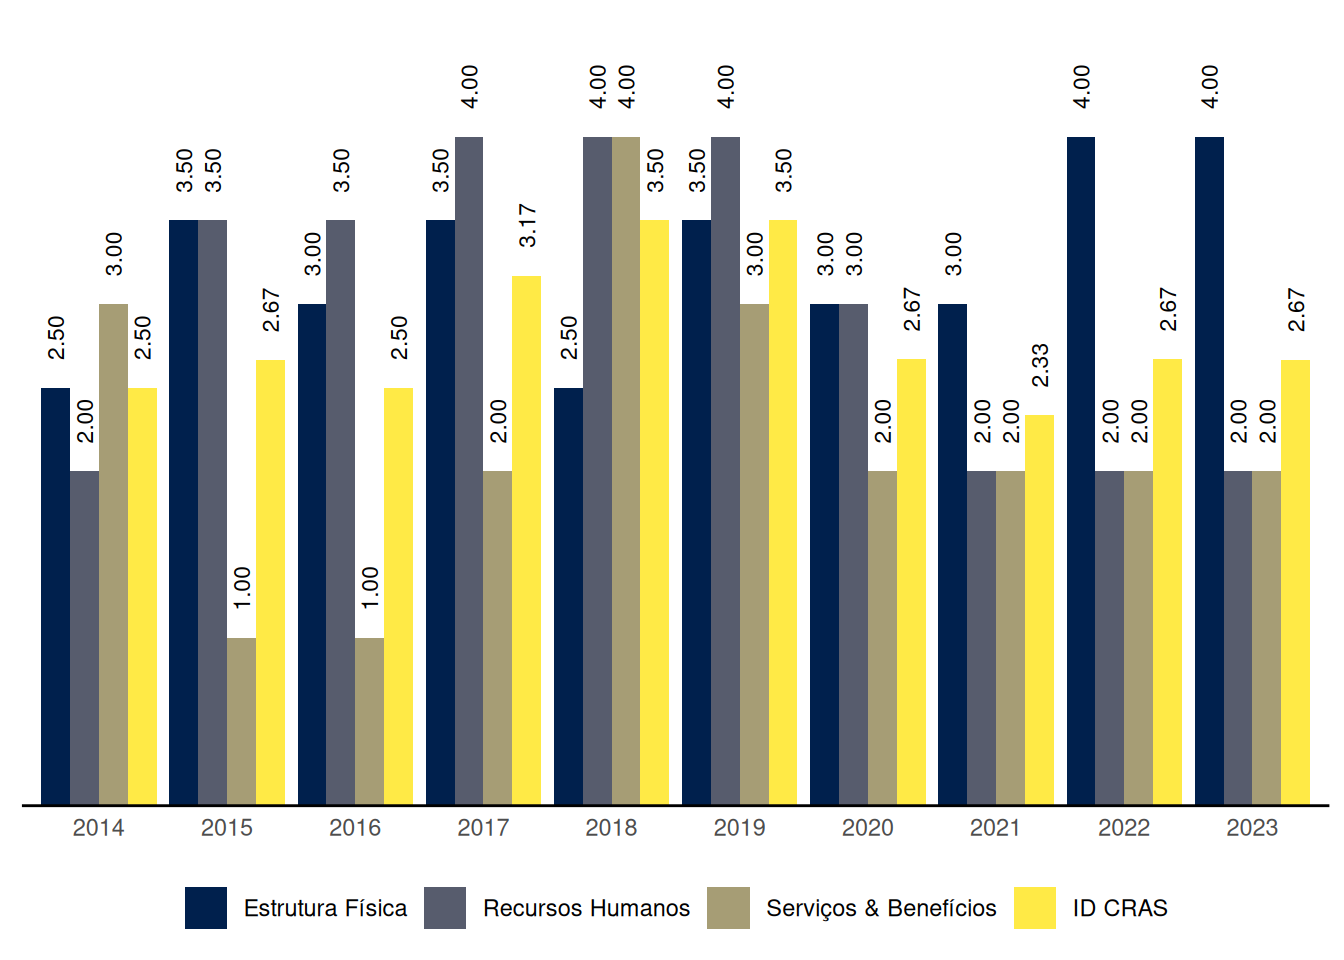 4.00 4.00 4.00 4.00 4.00 4.00
3.50 3.50 3.50 3.50 3.50 3.50 3.50
3.17
3.00 3.00 3.00 3.00 3.00 3.00
2.50 2.67 2.50 2.50 2.67 2.67 2.67
2.50 2.33
2.00 2.00 2.00 2.00 2.00 2.00 2.00 2.00 2.00
1.00 1.00
2014 2015 2016 2017 2018 2019 2020 2021 2022 2023
Estrutura Física Recursos Humanos Serviços & Benefícios ID CRAS